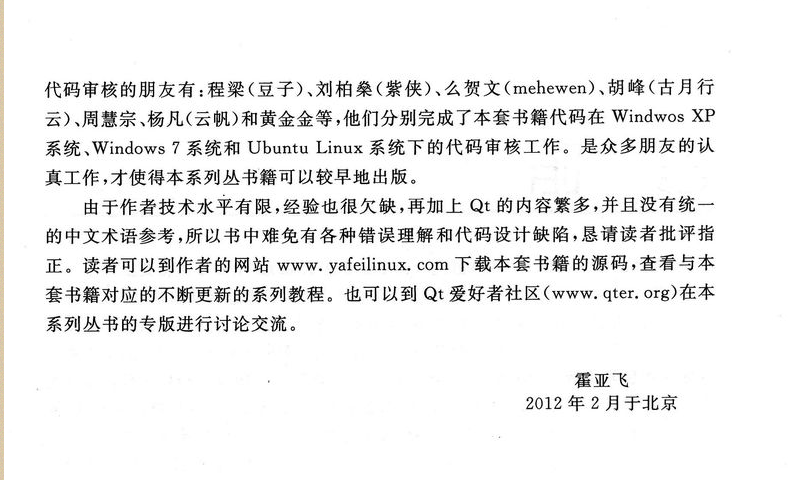 代码审核的朋友有:程梁(豆子)、刘柏燊(紫侠)、么贺文(mehewen)、胡峰(古月行
云)、周慧宗、杨凡(云帆)和黄金金等,他们分别完成了本套书籍代码在 Windwos XP
系统、Windows 7 系统和 Ubuntu Linux 系统下的代码审核工作。是众多朋友的认
真工作,才使得本系列丛书籍可以较早地出版。
由于作者技术水平有限,经验也很欠缺,再加上 Qt 的内容繁多,并且没有统一
的中文术语参考,所以书中难免有各种错误理解和代码设计缺陷,恳请读者批评指
正。读者可以到作者的网站 www. yafeilinux. com 下载本套书籍的源码,查看与本
套书籍对应的不断更新的系列教程。也可以到 Qt 爱好者社区(www. qter. org)在本
系列丛书的专版进行讨论交流。
霍亚飞
2012 年 2 月于北京